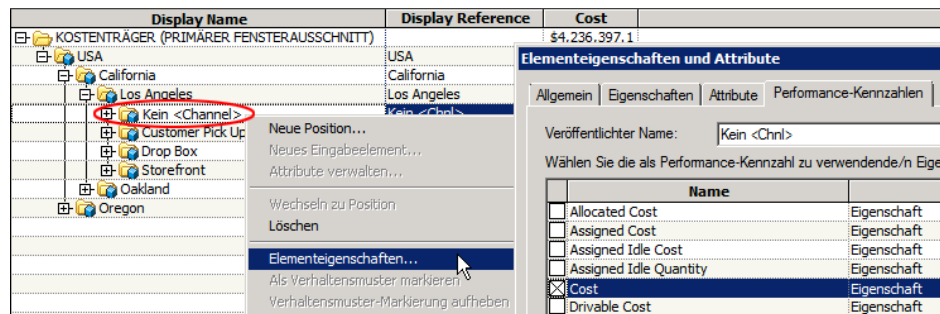 Display Name Display Reference Cost
KOSTENTRÄGER (PRIMÄRER FENSTERAUSSCHNITT) $4.236.397.1
USA USA
California California
Los Angeles Los Angeles
Kein <Channel> Kein <Chnl>
Customer Pick Up
Drop Box
Storefront
Oakland
Oregon
Neue Position...
Neues Eingabeelement...
Attribute verwalten...
Wechseln zu Position
Löschen
Elementeigenschaften...
Als Verhaltensmuster markieren
Verhaltensmuster-Markierung aufheben
Elementeigenschaften und Attribute
Allgemein Eigenschaften Attribute Performance-Kennzahlen
Veröffentlichter Name: Kein <Chnl>
Wählen Sie die als Performance-Kennzahl zu verwendende/n Eige
Name
Allocated Cost Eigenschaft
Assigned Cost Eigenschaft
Assigned Idle Cost Eigenschaft
Assigned Idle Quantity Eigenschaft
Cost Eigenschaft
Drivable Cost Eigenschaft